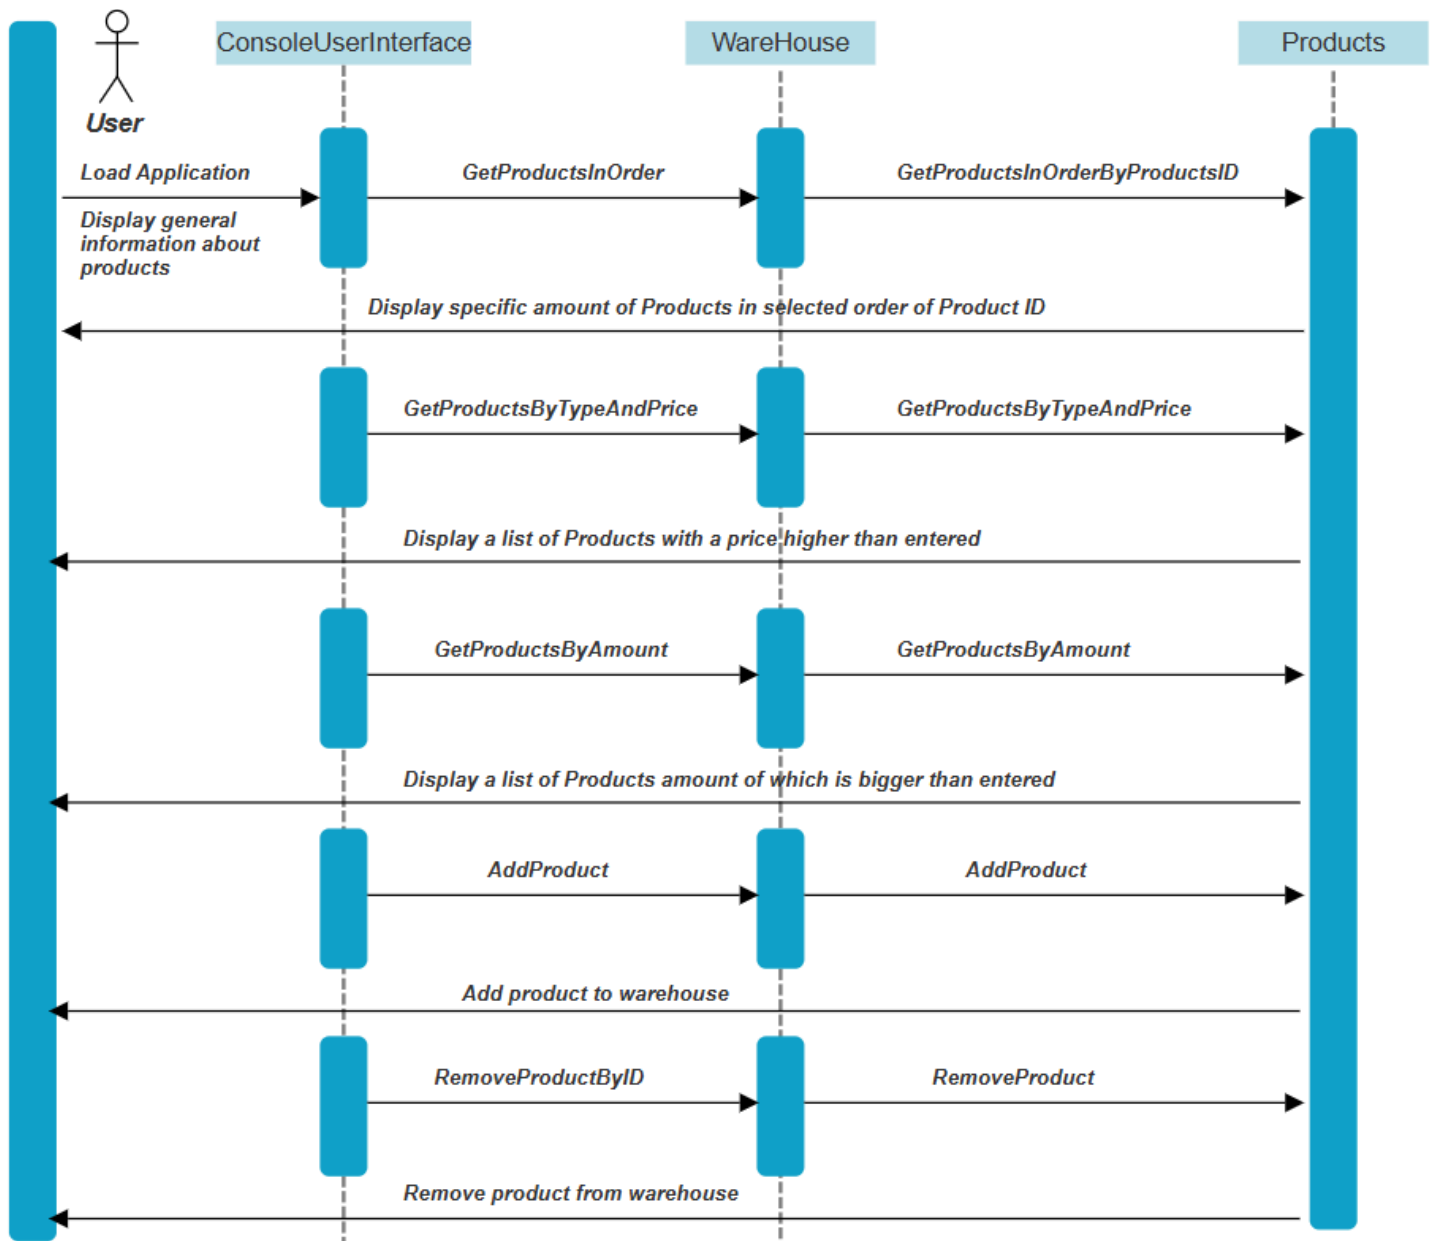 ConsoleUserInterface
WareHouse
Products
User
Load Application
GetProductsInOrder
GetProductsInOrderByProductsID
Display general
information about
products
Display specific amount of Products in selected order of Product ID
GetProductsByTypeAndPrice
GetProductsByTypeAndPrice
Display a list of Products with a price higher than entered
GetProductsByAmount
GetProductsByAmount
Display a list of Products amount of which is bigger than entered
AddProduct
AddProduct
Add product to warehouse
RemoveProductByID
RemoveProduct
Remove product from warehouse